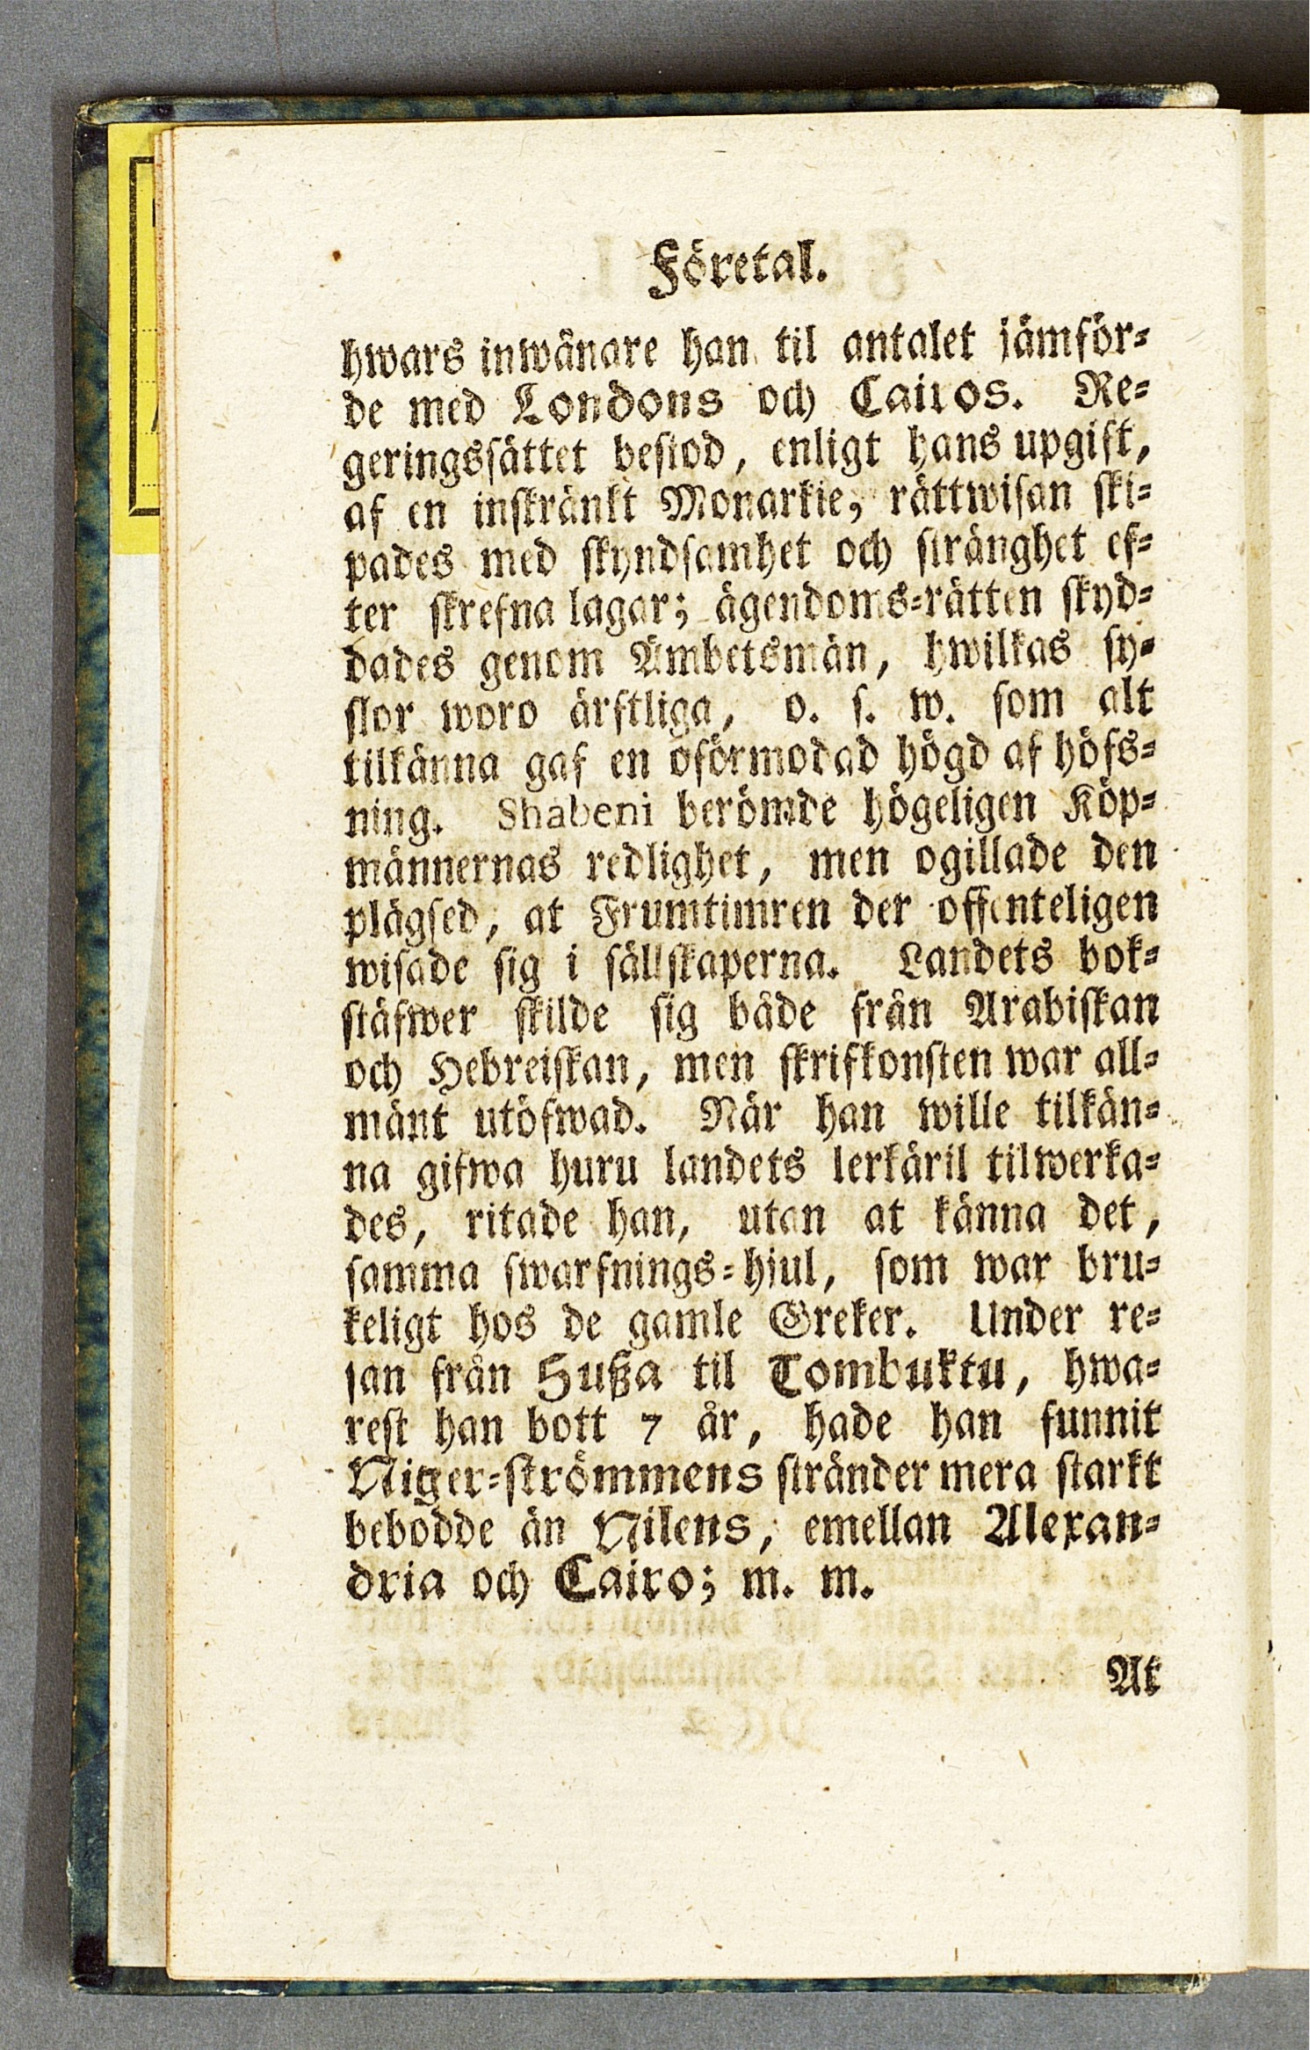 Företal.
hwars inwånare han til antalet jämför-
de med Londons och Cairos. Re-
geringssättet bestod, enligt hans upgift,
af en inskränkt Monarkie, rättwisan ski-
pades med skyndsamhet och stränghet ef-
ter skrefna lagar; ägendoms-rätten skyd-
dades genom Ämbetsmän, hwilkas sy-
slor woro ärftliga, o. s. w. som alt
tilkänna gaf en oförmodad högd af höfs-
ning. Shabeni berömde högeligen Köp-
männernas redlighet, men ogillade den
plägsed, at Frumtimren der offenteligen
wisade sig i sällskaperna. Landets bok-
stäfwer skilde sig både från Arabiskan
och Hebreiskan, men skrifkonsten war all-
mänt utöfwad. När han wille tilkän-
na gifwa huru landets lerkäril tilwerka-
des, ritade han, utan at känna det,
samma swarfnings-hjul, som war bru-
keligt hos de gamle Greker. Under re-
san från Hußa til Tombuktu, hwa-
rest han bott 7 år, hade han funnit
Niger-strömmens stränder mera starkt
bebodde än Nilens, emellan Alexan-
dria och Cairo; m. m.
At